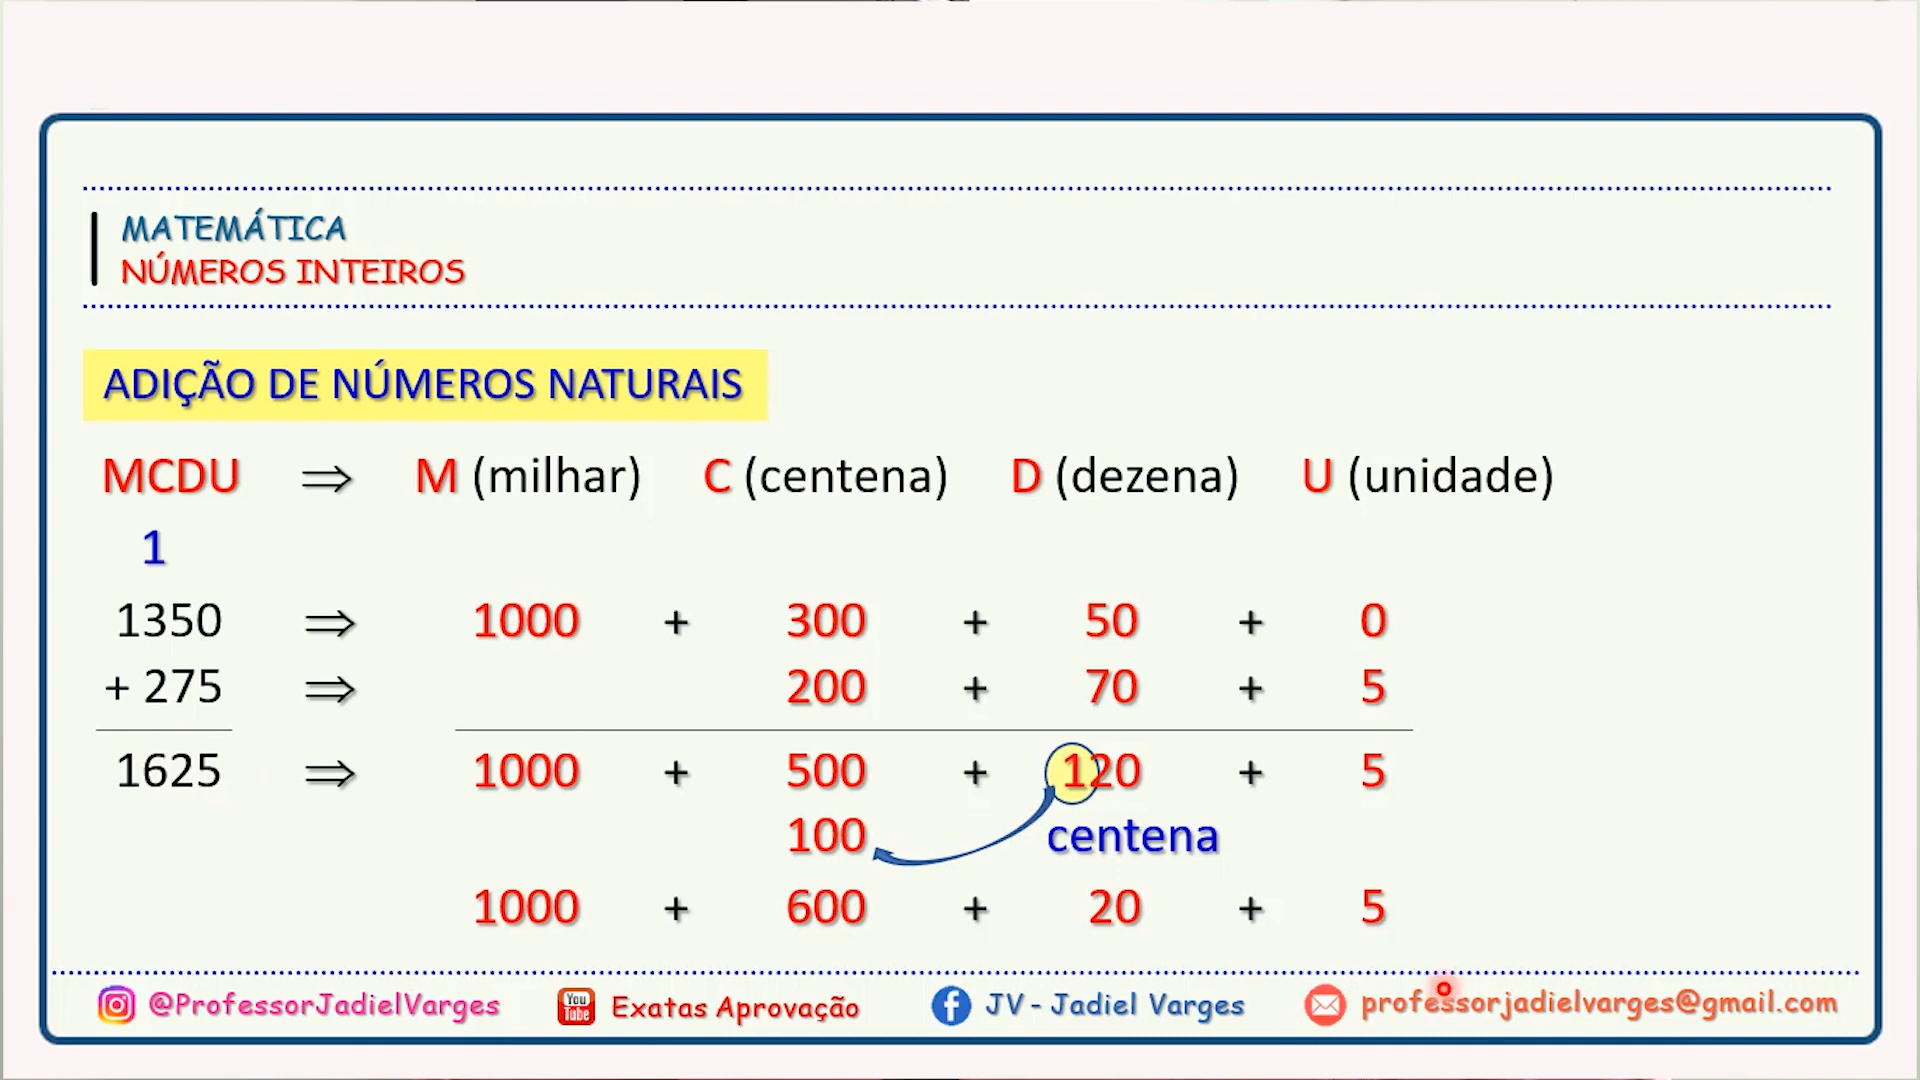 MATEMÁTICA
NÚMEROS INTEIROS
ADIÇÃO DE NÚMEROS NATURAIS
MCDU ⇒ M (milhar) C (centena) D (dezena) U (unidade)
1
1350 ⇒ 1000 + 300 + 50 + 0
+ 275 ⇒ 200 + 70 + 5
1625 ⇒ 1000 + 500 + 120 + 5
100 centena
1000 + 600 + 20 + 5
@ProfessorJadielVarges You Tube Exatas Aprovação f JV - Jadiel Varges professorjadielvarges@gmail.com